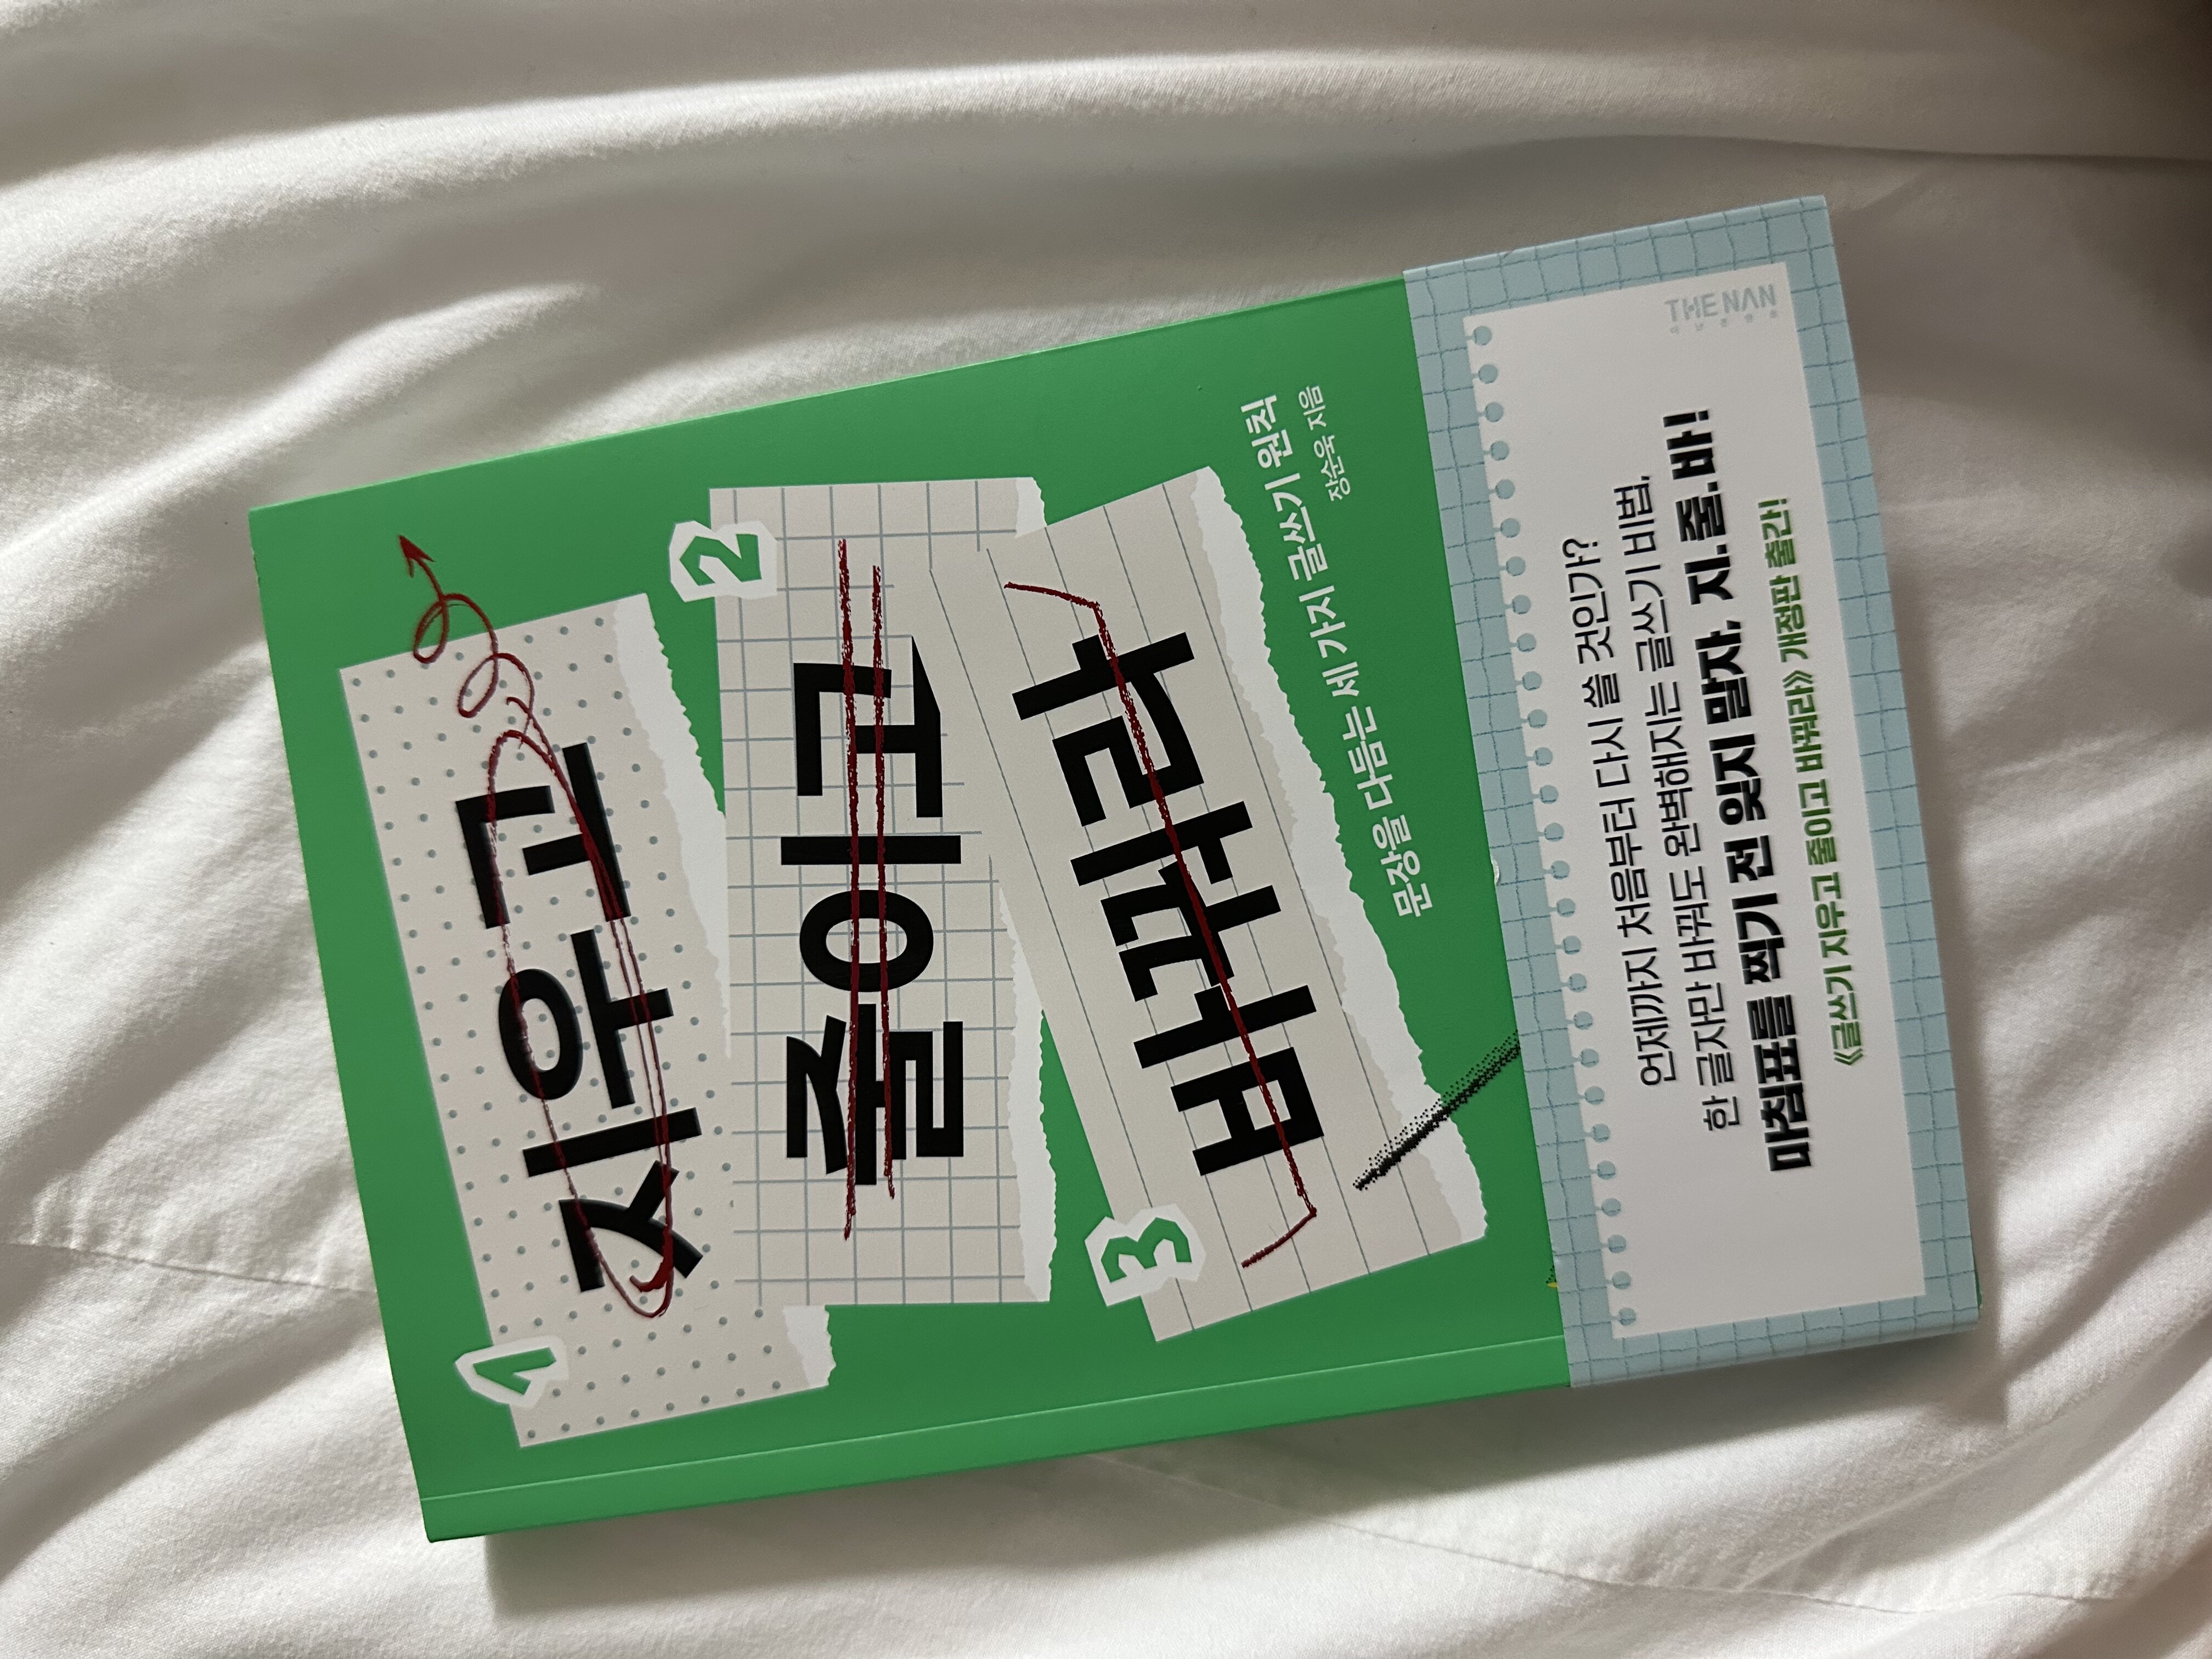 1
지우고
2
줄이고
3
바꿔라
문장을 다듬는 세 가지 글쓰기 원칙
장순욱 지음
언제까지 처음부터 다시 쓸 것인가?
한 글자만 바꿔도 완벽해지는 글쓰기 비법,
마침표를 찍기 전 잊지 말자, 지.줄.바!
《글쓰기 지우고 줄이고 바꿔라》 개정판 출간!
THE NAN